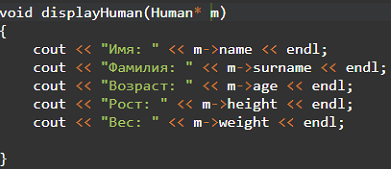 void displayHuman(Human* m)
{
cout << "Имя: " << m->name << endl;
cout << "Фамилия: " << m->surname << endl;
cout << "Возраст: " << m->age << endl;
cout << "Рост: " << m->height << endl;
cout << "Вес: " << m->weight << endl;
}